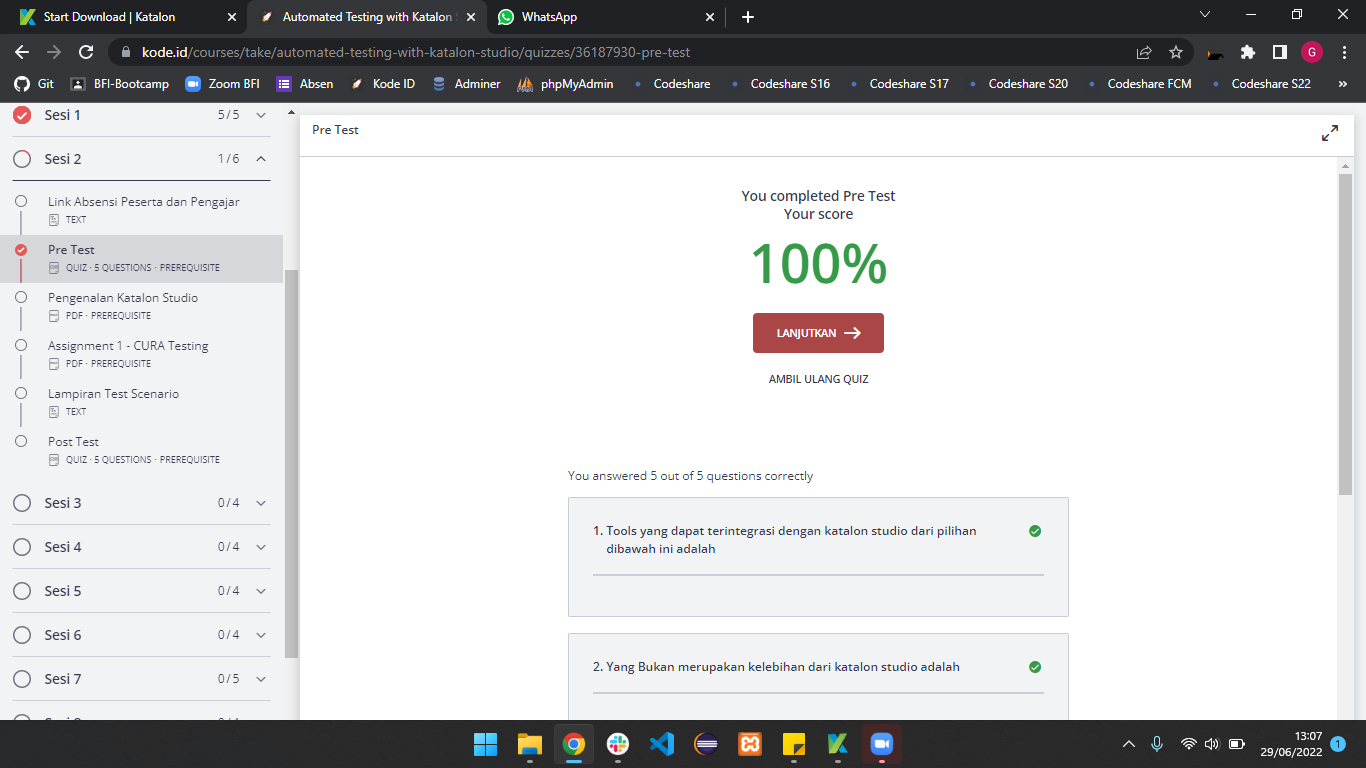 Start Download | Katalon
Automated Testing with Katalon
WhatsApp
kode.id/courses/take/automated-testing-with-katalon-studio/quizzes/36187930-pre-test
G
Git
BFI-Bootcamp
Zoom BFI
Absen
Kode ID
Adminer
phpMyAdmin
Codeshare
Codeshare S16
Codeshare S17
Codeshare S20
Codeshare FCM
Codeshare S22
»
Sesi 1 5 / 5
Sesi 2 1 / 6
Link Absensi Peserta dan Pengajar
TEXT
Pre Test
QUIZ · 5 QUESTIONS · PREREQUISITE
Pengenalan Katalon Studio
PDF · PREREQUISITE
Assignment 1 - CURA Testing
PDF · PREREQUISITE
Lampiran Test Scenario
TEXT
Post Test
QUIZ · 5 QUESTIONS · PREREQUISITE
Sesi 3 0 / 4
Sesi 4 0 / 4
Sesi 5 0 / 4
Sesi 6 0 / 4
Sesi 7 0 / 5
Pre Test
You completed Pre Test
Your score
100%
LANJUTKAN
AMBIL ULANG QUIZ
You answered 5 out of 5 questions correctly
1. Tools yang dapat terintegrasi dengan katalon studio dari pilihan
dibawah ini adalah
2. Yang Bukan merupakan kelebihan dari katalon studio adalah
13:07
29/06/2022
1